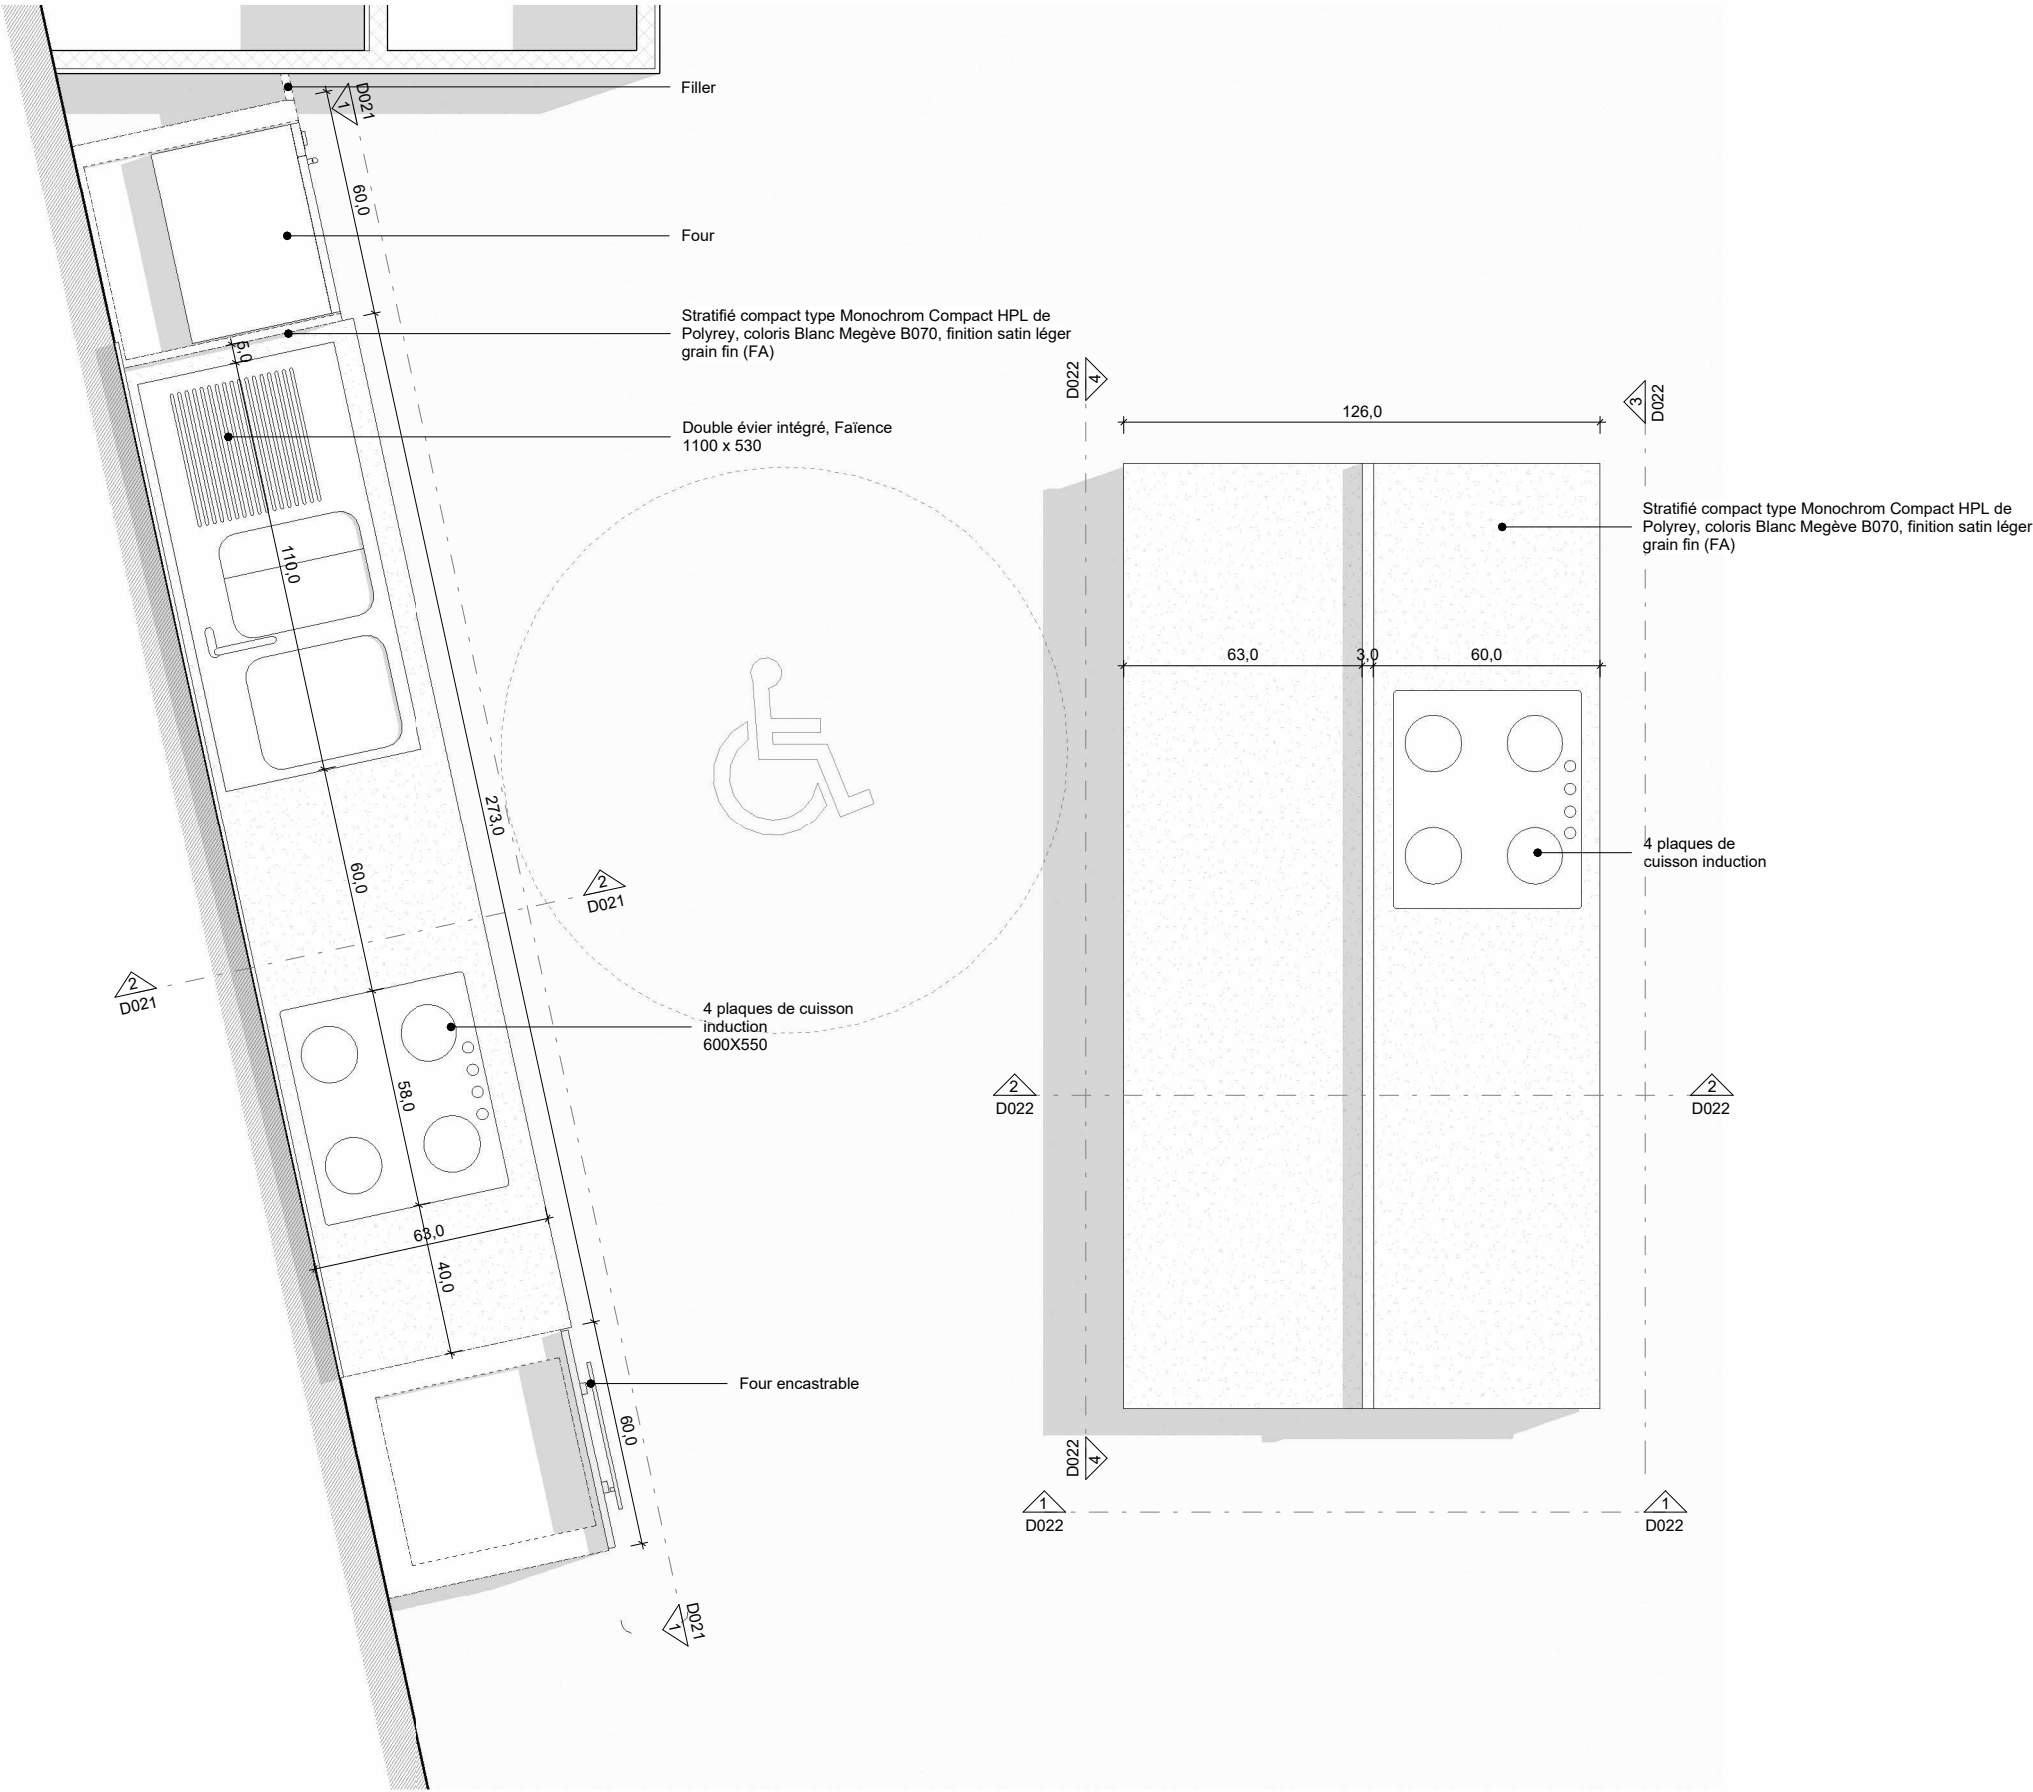 Filler
D021
1
60,0
Four
Stratifié compact type Monochrom Compact HPL de
Polyrey, coloris Blanc Megève B070, finition satin léger
grain fin (FA)
5,0
Double évier intégré, Faïence
1100 x 530
110,0
273,0
60,0
2
D021
2
D021
4 plaques de cuisson
induction
600X550
58,0
63,0
40,0
Four encastrable
60,0
D021
1
D022
4
126,0
3
D022
Stratifié compact type Monochrom Compact HPL de
Polyrey, coloris Blanc Megève B070, finition satin léger
grain fin (FA)
63,0
3,0
60,0
4 plaques de
cuisson induction
2
D022
2
D022
D022
4
1
D022
1
D022